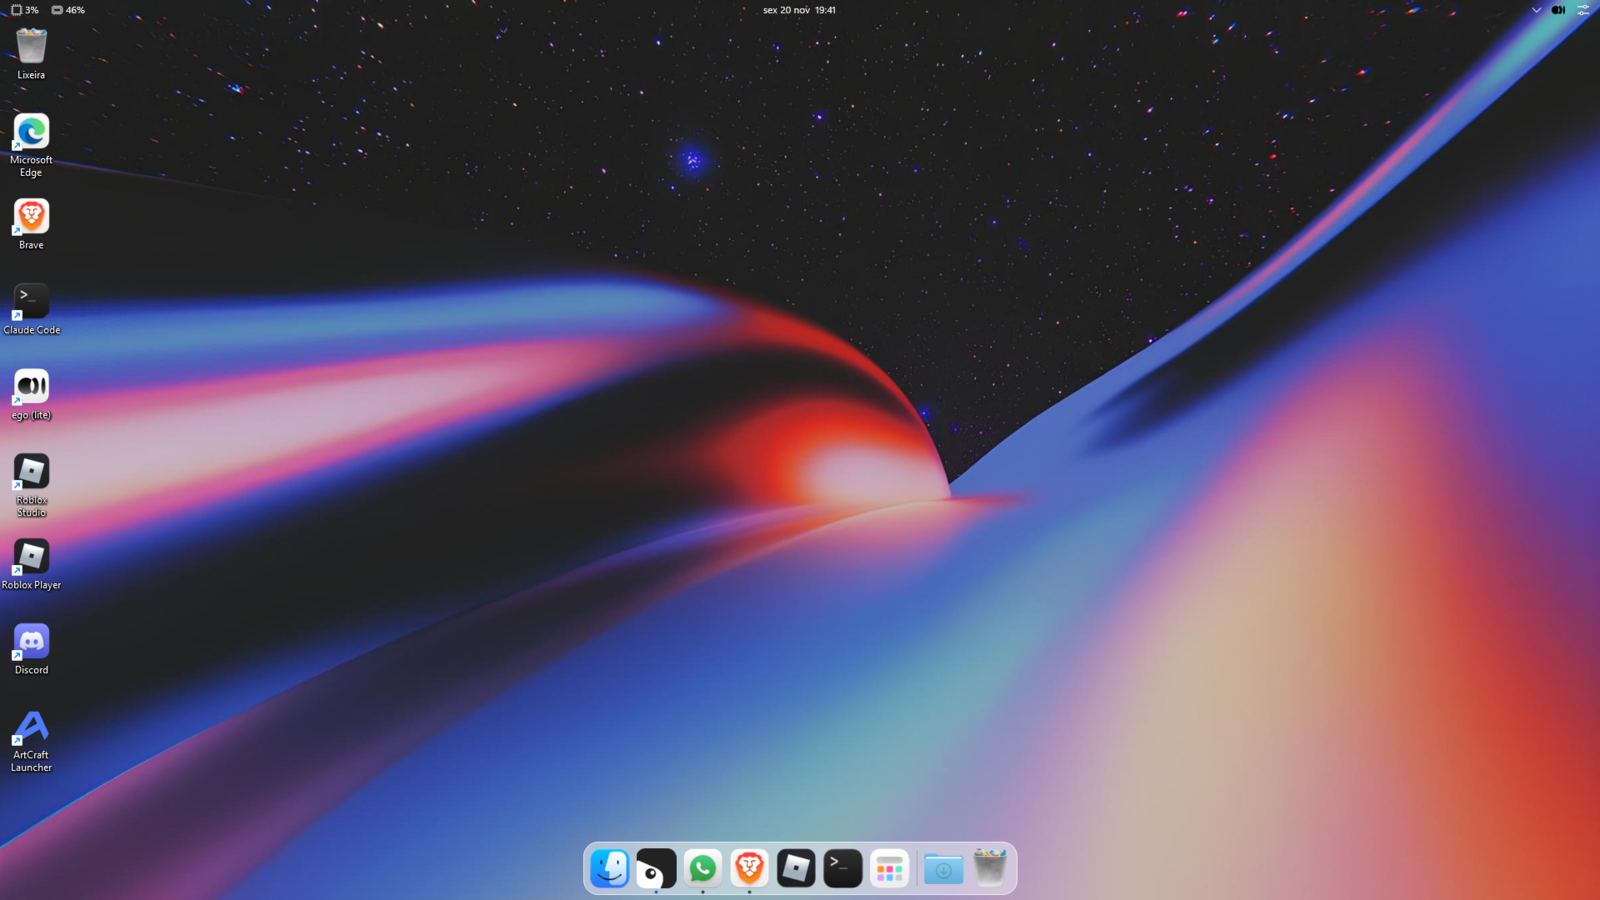 3% 46%
sex 20 nov 19:41
Lixeira
Microsoft
Edge
Brave
>_
Claude Code
ego (lite)
Roblox
Studio
Roblox Player
Discord
ArtCraft
Launcher
>_